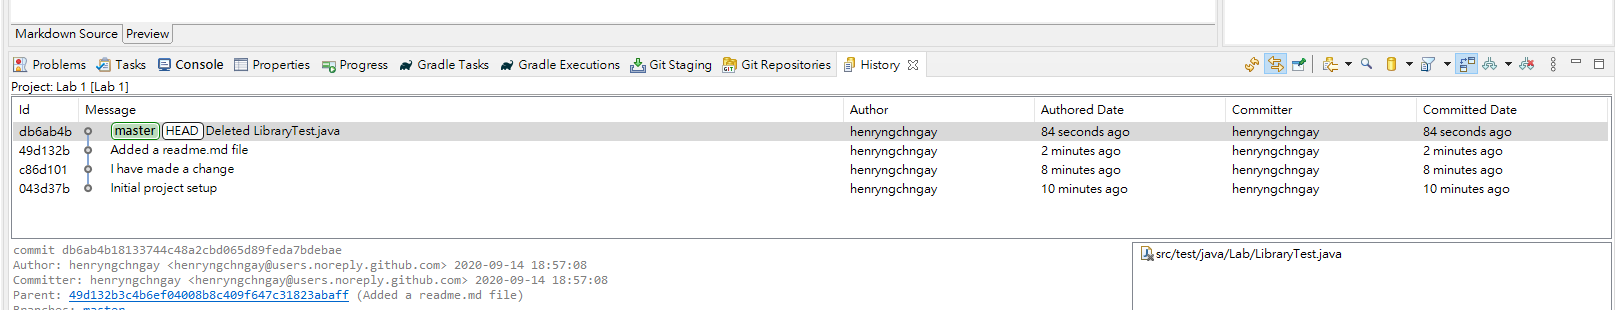 Markdown Source Preview
Problems Tasks Console Properties Progress Gradle Tasks Gradle Executions Git Staging Git Repositories History
Project: Lab 1 [Lab 1]
Id Message Author Authored Date Committer Committed Date
db6ab4b master HEAD Deleted LibraryTest.java henryngchngay 84 seconds ago henryngchngay 84 seconds ago
49d132b Added a readme.md file henryngchngay 2 minutes ago henryngchngay 2 minutes ago
c86d101 I have made a change henryngchngay 8 minutes ago henryngchngay 8 minutes ago
043d37b Initial project setup henryngchngay 10 minutes ago henryngchngay 10 minutes ago
commit db6ab4b18133744c48a2cbd065d89feda7bdebae
Author: henryngchngay <henryngchngay@users.noreply.github.com> 2020-09-14 18:57:08
Committer: henryngchngay <henryngchngay@users.noreply.github.com> 2020-09-14 18:57:08
Parent: 49d132b3c4b6ef04008b8c409f647c31823abaff (Added a readme.md file)
Branches: master
src/test/java/Lab/LibraryTest.java